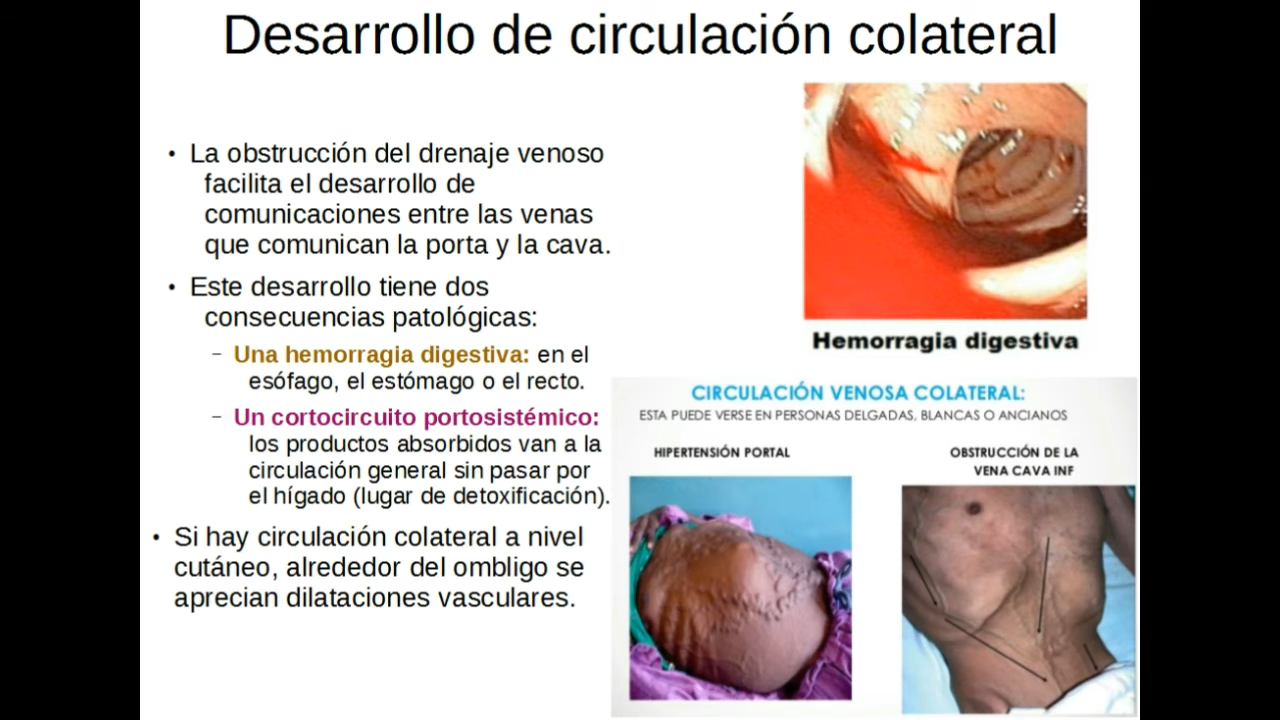 Desarrollo de circulación colateral
• La obstrucción del drenaje venoso
facilita el desarrollo de
comunicaciones entre las venas
que comunican la porta y la cava.
• Este desarrollo tiene dos
consecuencias patológicas:
– Una hemorragia digestiva: en el
esófago, el estómago o el recto.
– Un cortocircuito portosistémico:
los productos absorbidos van a la
circulación general sin pasar por
el hígado (lugar de detoxificación).
• Si hay circulación colateral a nivel
cutáneo, alrededor del ombligo se
aprecian dilataciones vasculares.
Hemorragia digestiva
CIRCULACIÓN VENOSA COLATERAL:
ESTA PUEDE VERSE EN PERSONAS DELGADAS, BLANCAS O ANCIANOS
HIPERTENSIÓN PORTAL
OBSTRUCCIÓN DE LA
VENA CAVA INF